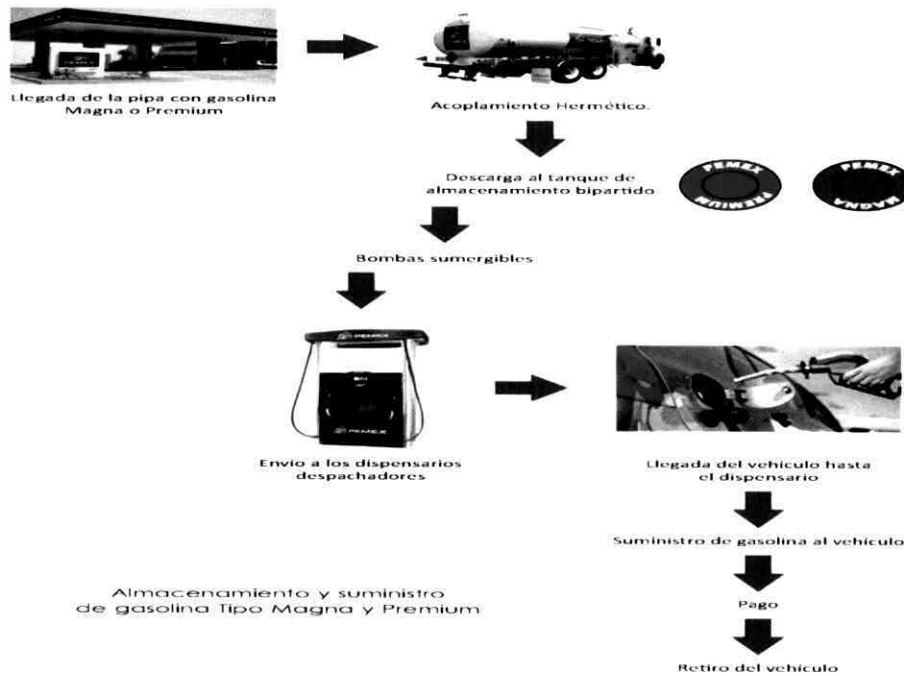 Llegada de la pipa con gasolina
Magna o Premium
Acoplamiento Hermético.
Descarga al tanque de
almacenamiento bipartido
PEMEX
PREMIUM
PEMEX
MAGNA
Bombas sumergibles
PEMEX
PEMEX
Envío a los dispensarios
despachadores
Llegada del vehículo hasta
el dispensario
Suministro de gasolina al vehículo
Pago
Retiro del vehículo
Almacenamiento y suministro
de gasolina Tipo Magna y Premium